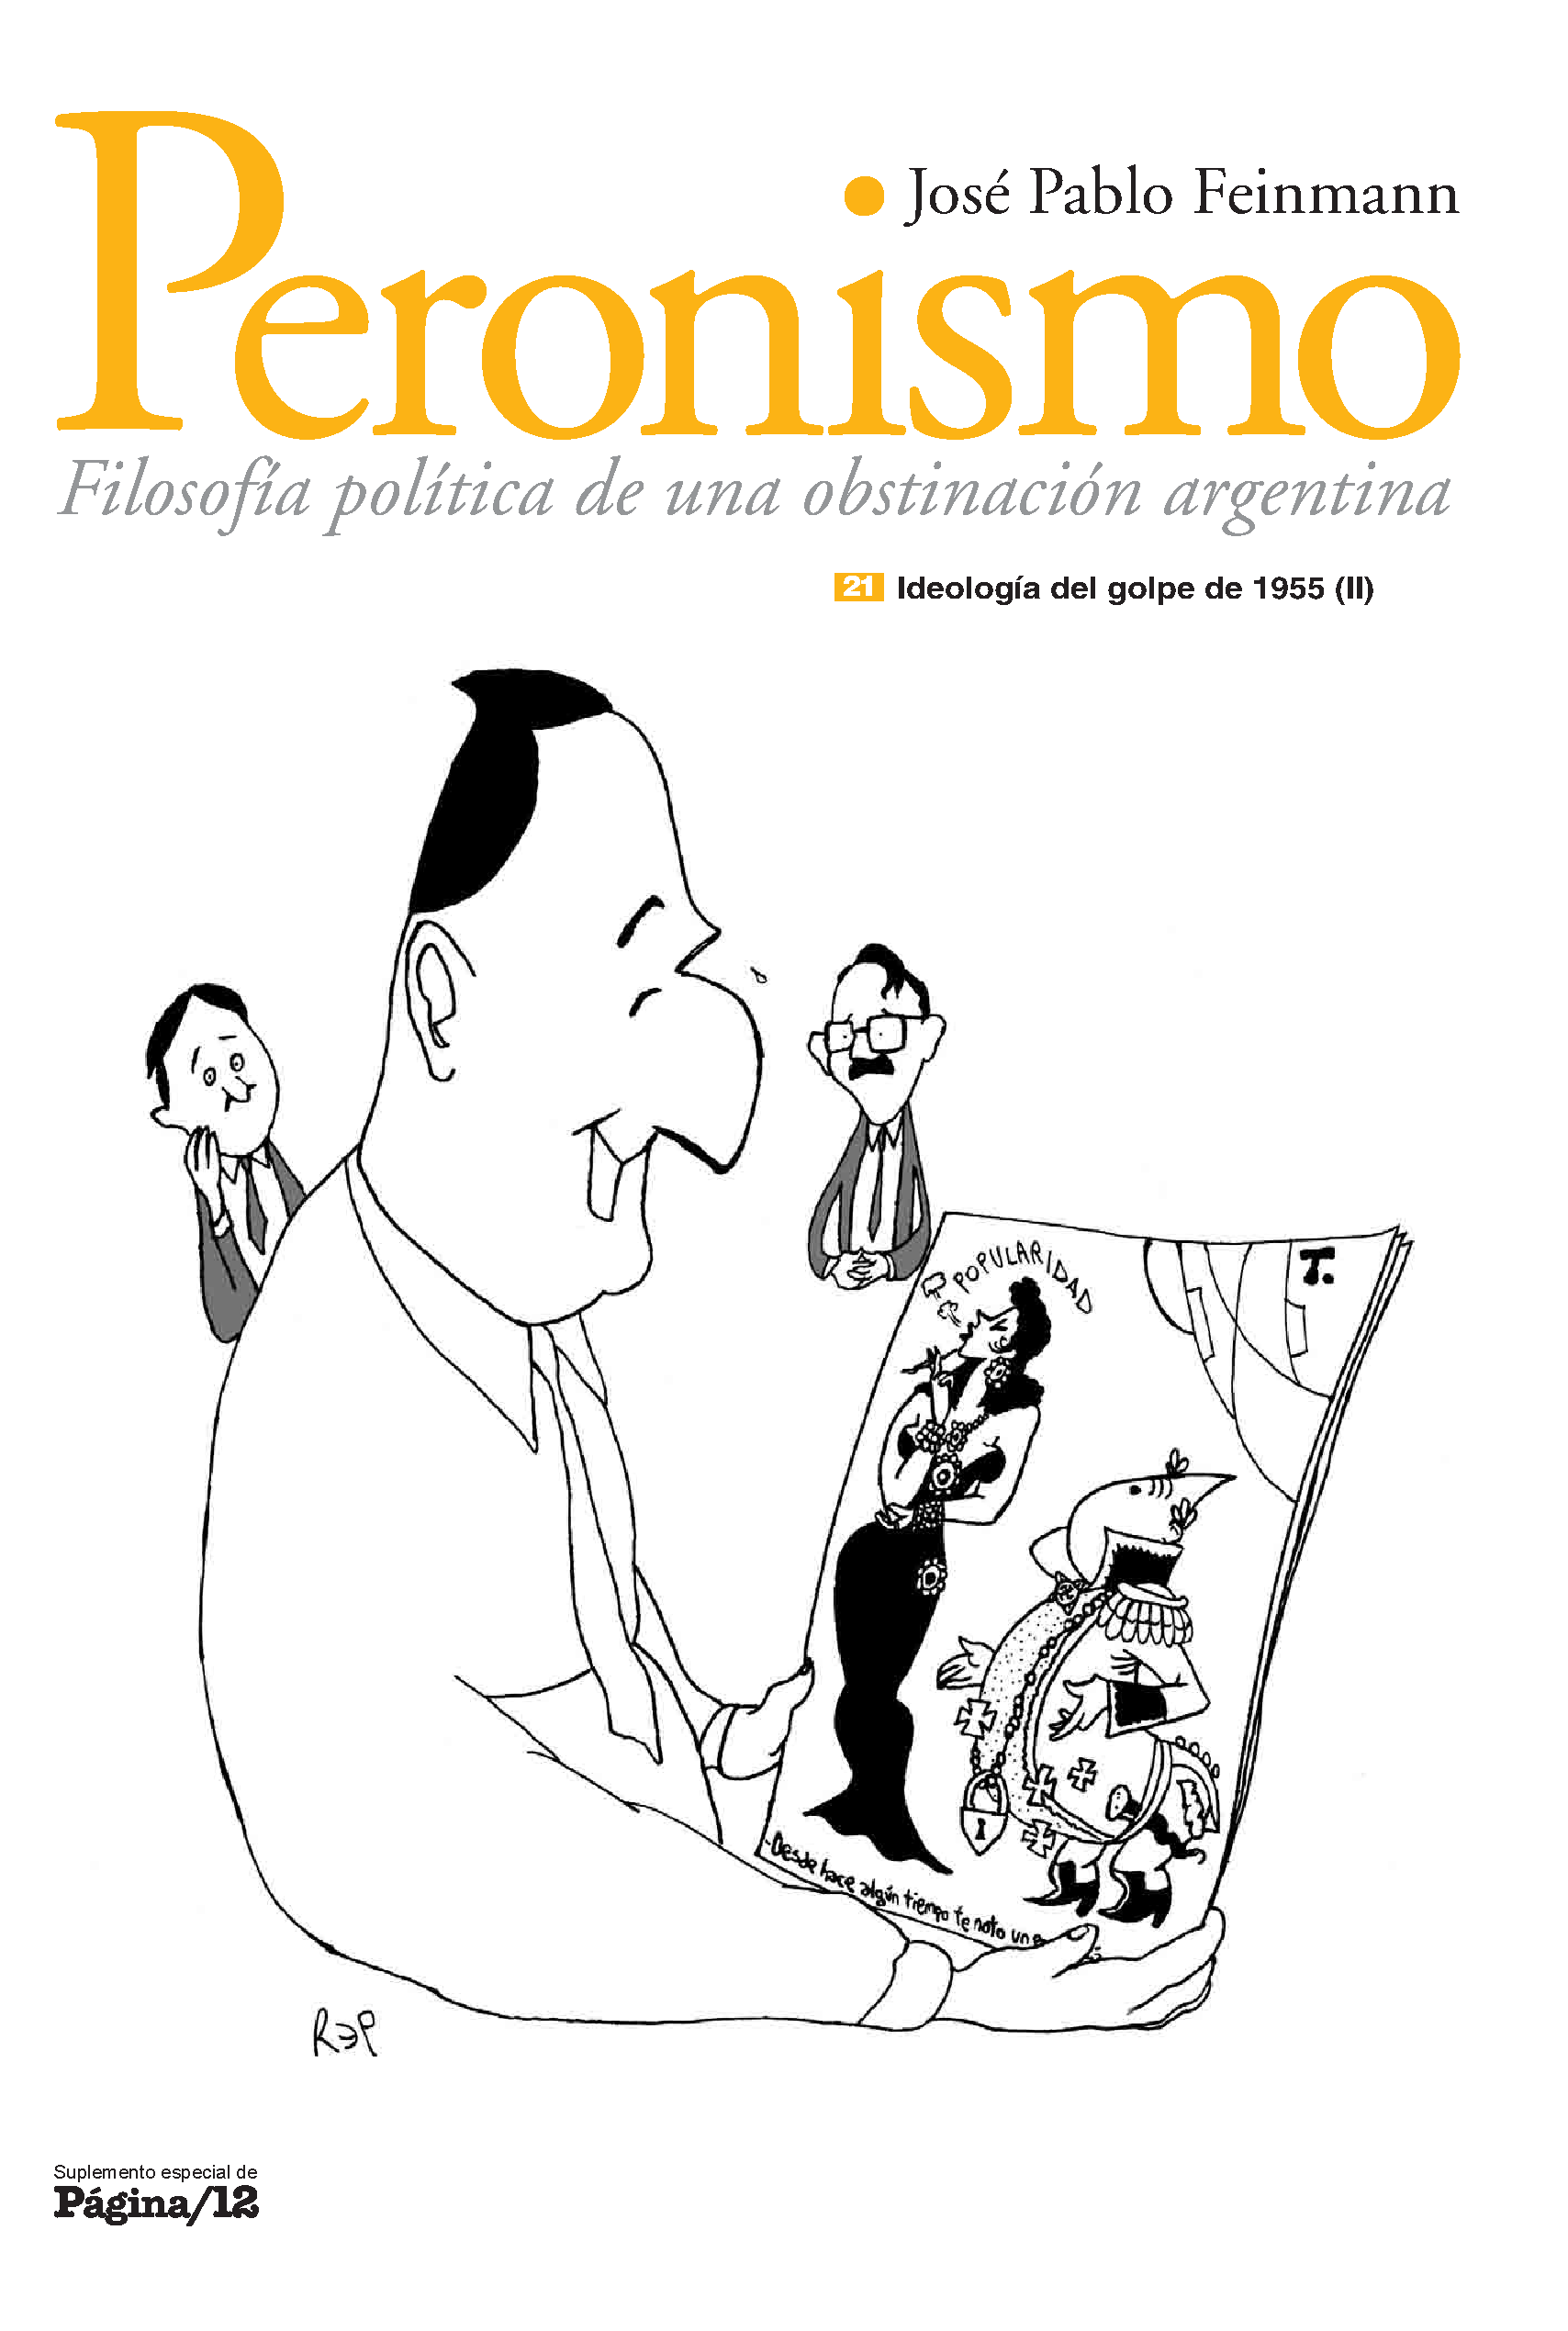 José Pablo Feinmann
Peronismo
Filosofía política de una obstinación argentina
21 Ideología del golpe de 1955 (II)
POPULARIDAD
T.
-Desde hace algún tiempo te noto un
REP
Suplemento especial de
Página/12